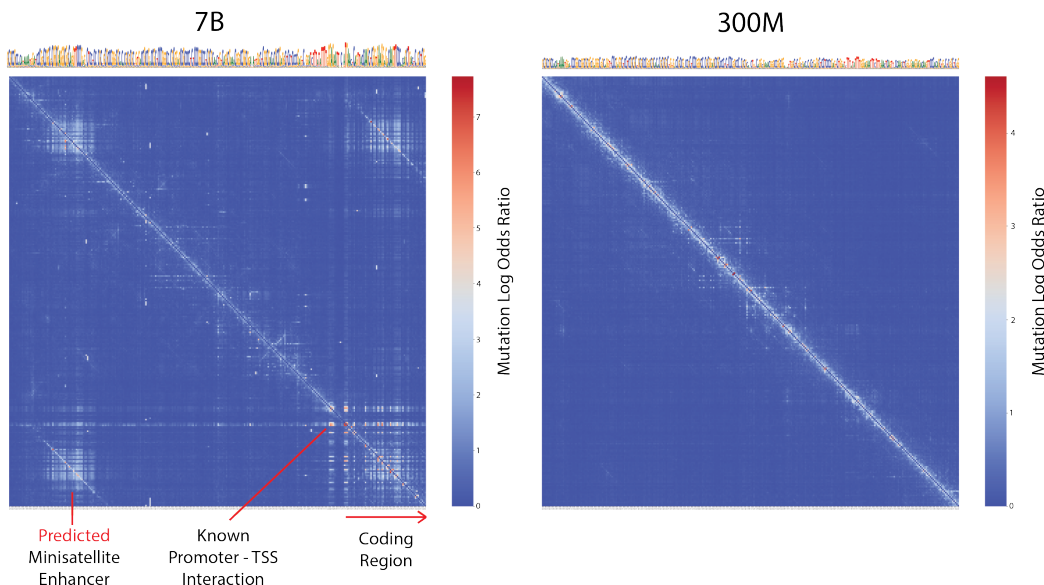 7B
300M
7
6
5
4
3
2
1
0
Mutation Log Odds Ratio
4
3
2
1
0
Mutation Log Odds Ratio
Predicted
Minisatellite
Enhancer
Known
Promoter - TSS
Interaction
Coding
Region